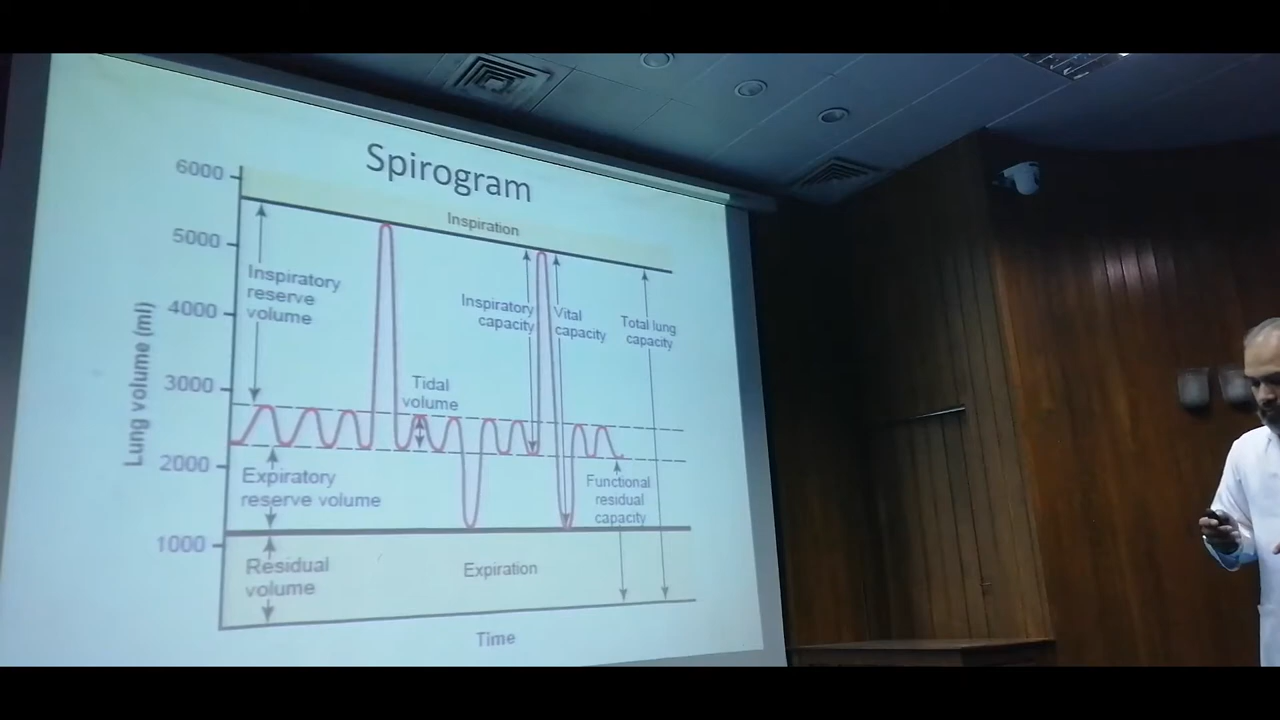 Spirogram
6000
5000
4000
3000
2000
1000
Lung volume (ml)
Inspiration
Inspiratory
reserve
volume
Inspiratory
capacity
Vital
capacity
Total lung
capacity
Tidal
volume
Expiratory
reserve volume
Functional
residual
capacity
Residual
volume
Expiration
Time